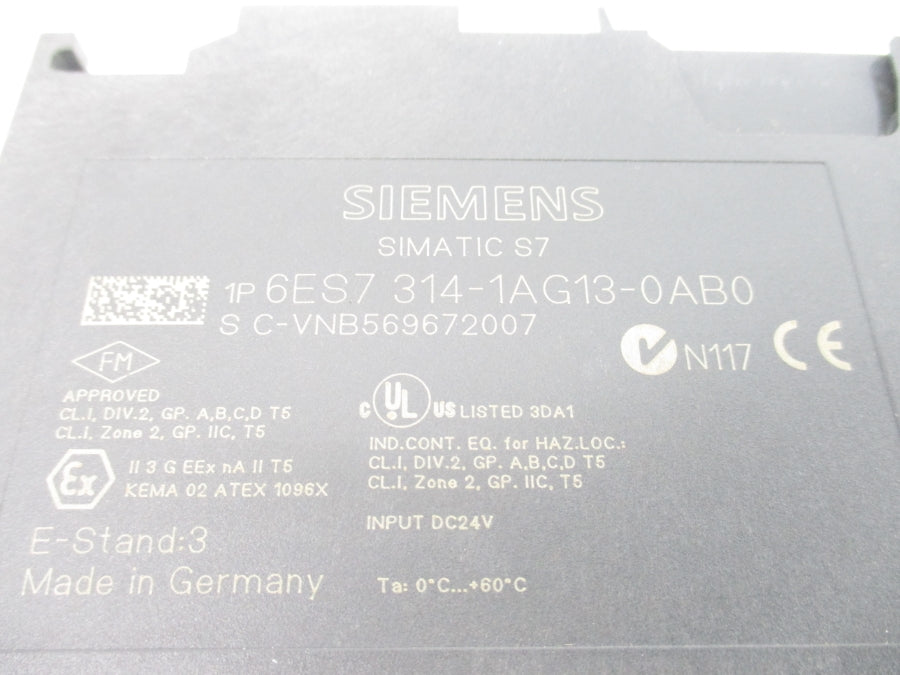 SIEMENS
SIMATIC S7
1P 6ES7 314-1AG13-0AB0
S C-VNB569672007
N117 CE
FM
APPROVED
CL.I, DIV.2, GP. A,B,C,D T5
CL.I, Zone 2, GP. IIC, T5
Ex
II 3 G EEx nA II T5
KEMA 02 ATEX 1096X
C UL US LISTED 3DA1
IND.CONT. EQ. for HAZ.LOC.:
CL.I, DIV.2, GP. A,B,C,D T5
CL.I, Zone 2, GP. IIC, T5
INPUT DC24V
E-Stand:3
Made in Germany
Ta: 0°C...+60°C